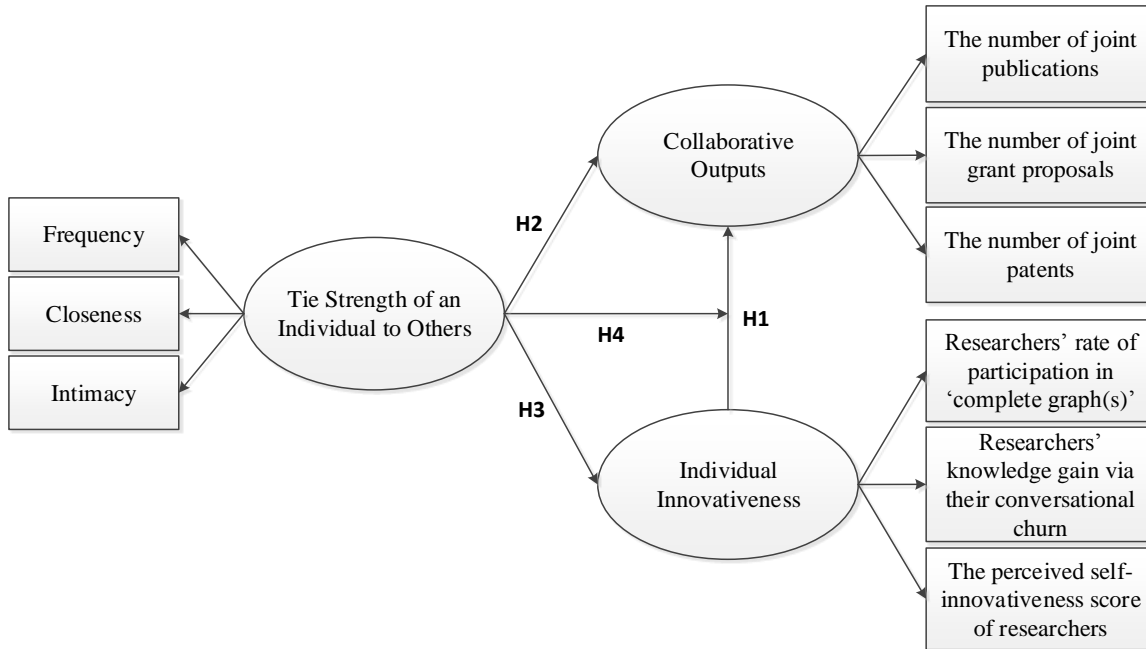 Frequency
Closeness
Intimacy
Tie Strength of an
Individual to Others
H2
H4
H3
H1
Collaborative
Outputs
Individual
Innovativeness
The number of joint
publications
The number of joint
grant proposals
The number of joint
patents
Researchers’ rate of
participation in
‘complete graph(s)’
Researchers’
knowledge gain via
their conversational
churn
The perceived self-
innovativeness score
of researchers